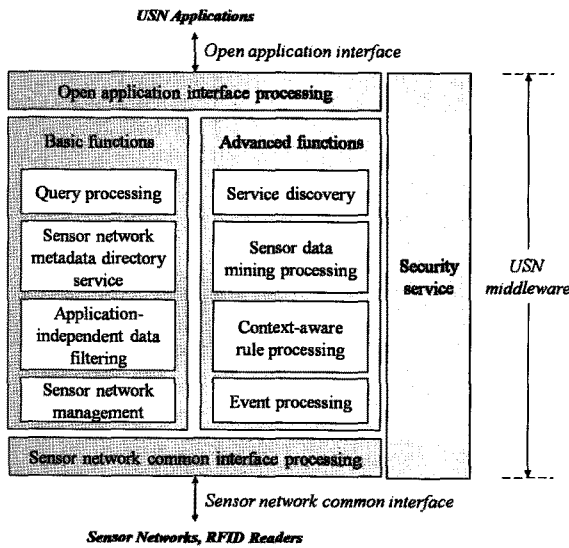 USN Applications
Open application interface
Open application interface processing
Basic functions
Advanced functions
Query processing
Service discovery
Sensor network
metadata directory
service
Sensor data
mining processing
Application-
independent data
filtering
Context-aware
rule processing
Sensor network
management
Event processing
Security
service
USN
middleware
Sensor network common interface processing
Sensor network common interface
Sensor Networks, RFID Readers